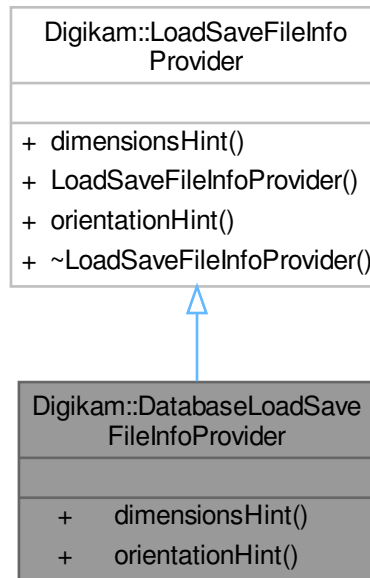 Digikam::LoadSaveFileInfo
Provider
+ dimensionsHint()
+ LoadSaveFileInfoProvider()
+ orientationHint()
+ ~LoadSaveFileInfoProvider()
Digikam::DatabaseLoadSave
FileInfoProvider
+ dimensionsHint()
+ orientationHint()